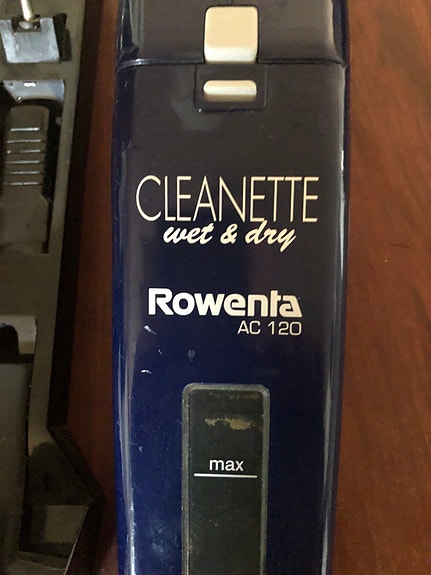 CLEANETTE
wet & dry
Rowenta
AC 120
max